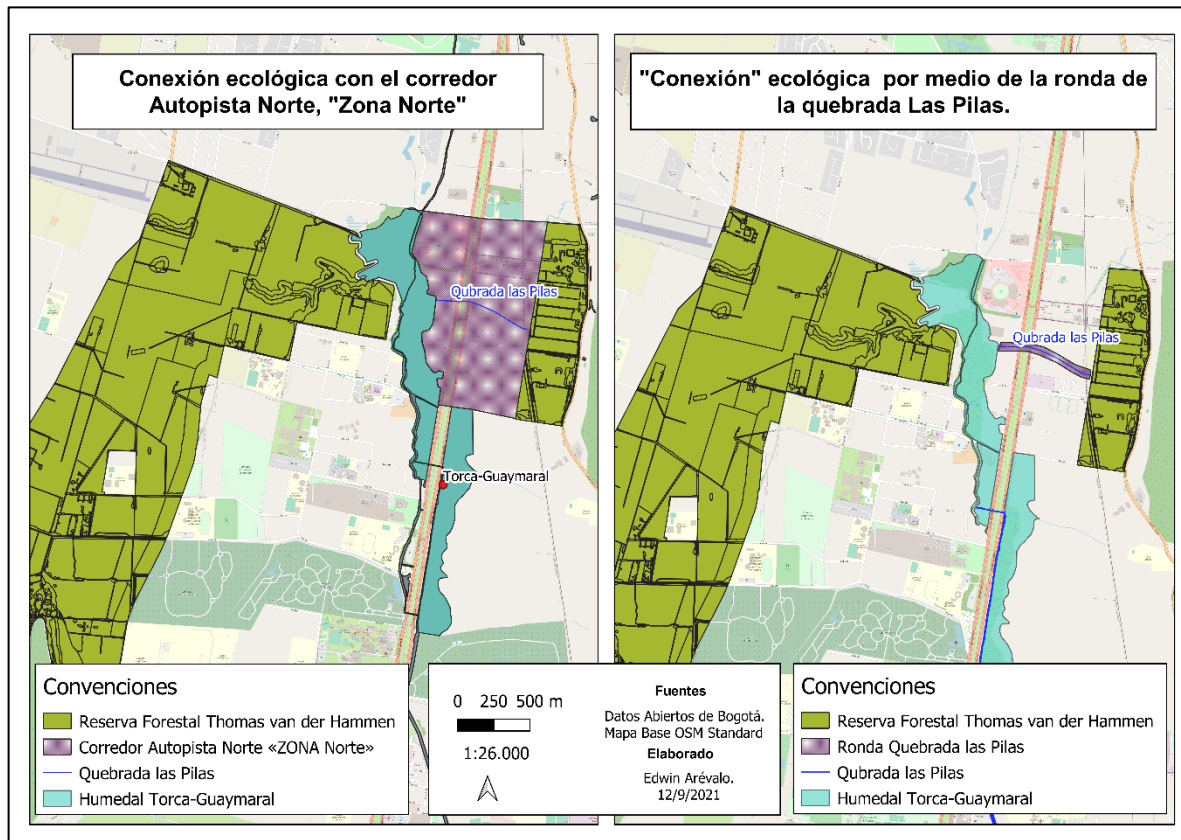 Conexión ecológica con el corredor
Autopista Norte, "Zona Norte"
Qubrada las Pilas
Torca-Guaymaral
Convenciones
Reserva Forestal Thomas van der Hammen
Corredor Autopista Norte «ZONA Norte»
Quebrada las Pilas
Humedal Torca-Guaymaral
0 250 500 m
1:26.000
Fuentes
Datos Abiertos de Bogotá.
Mapa Base OSM Standard
Elaborado
Edwin Arévalo.
12/9/2021
"Conexión" ecológica por medio de la ronda de
la quebrada Las Pilas.
Qubrada las Pilas
Convenciones
Reserva Forestal Thomas van der Hammen
Ronda Quebrada las Pilas
Qubrada las Pilas
Humedal Torca-Guaymaral